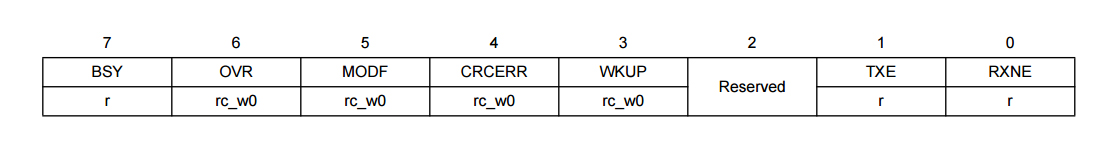 7 6 5 4 3 2 1 0
BSY OVR MODF CRCERR WKUP Reserved TXE RXNE
r rc_w0 rc_w0 rc_w0 rc_w0 r r